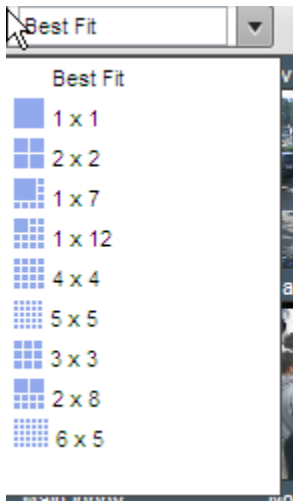 Best Fit
Best Fit
1 x 1
2 x 2
1 x 7
1 x 12
4 x 4
5 x 5
3 x 3
2 x 8
6 x 5